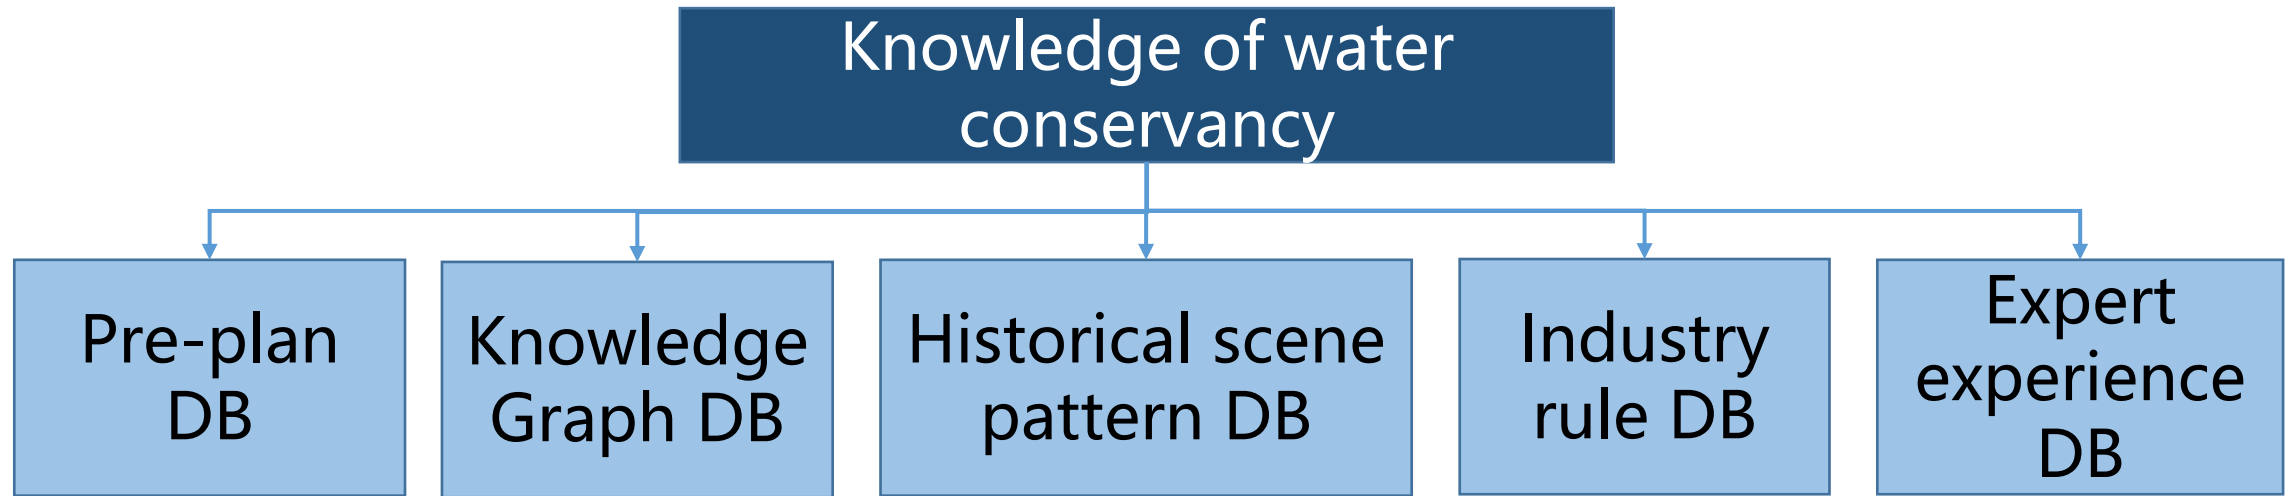 Knowledge of water
conservancy
Pre-plan
DB
Knowledge
Graph DB
Historical scene
pattern DB
Industry
rule DB
Expert
experience
DB